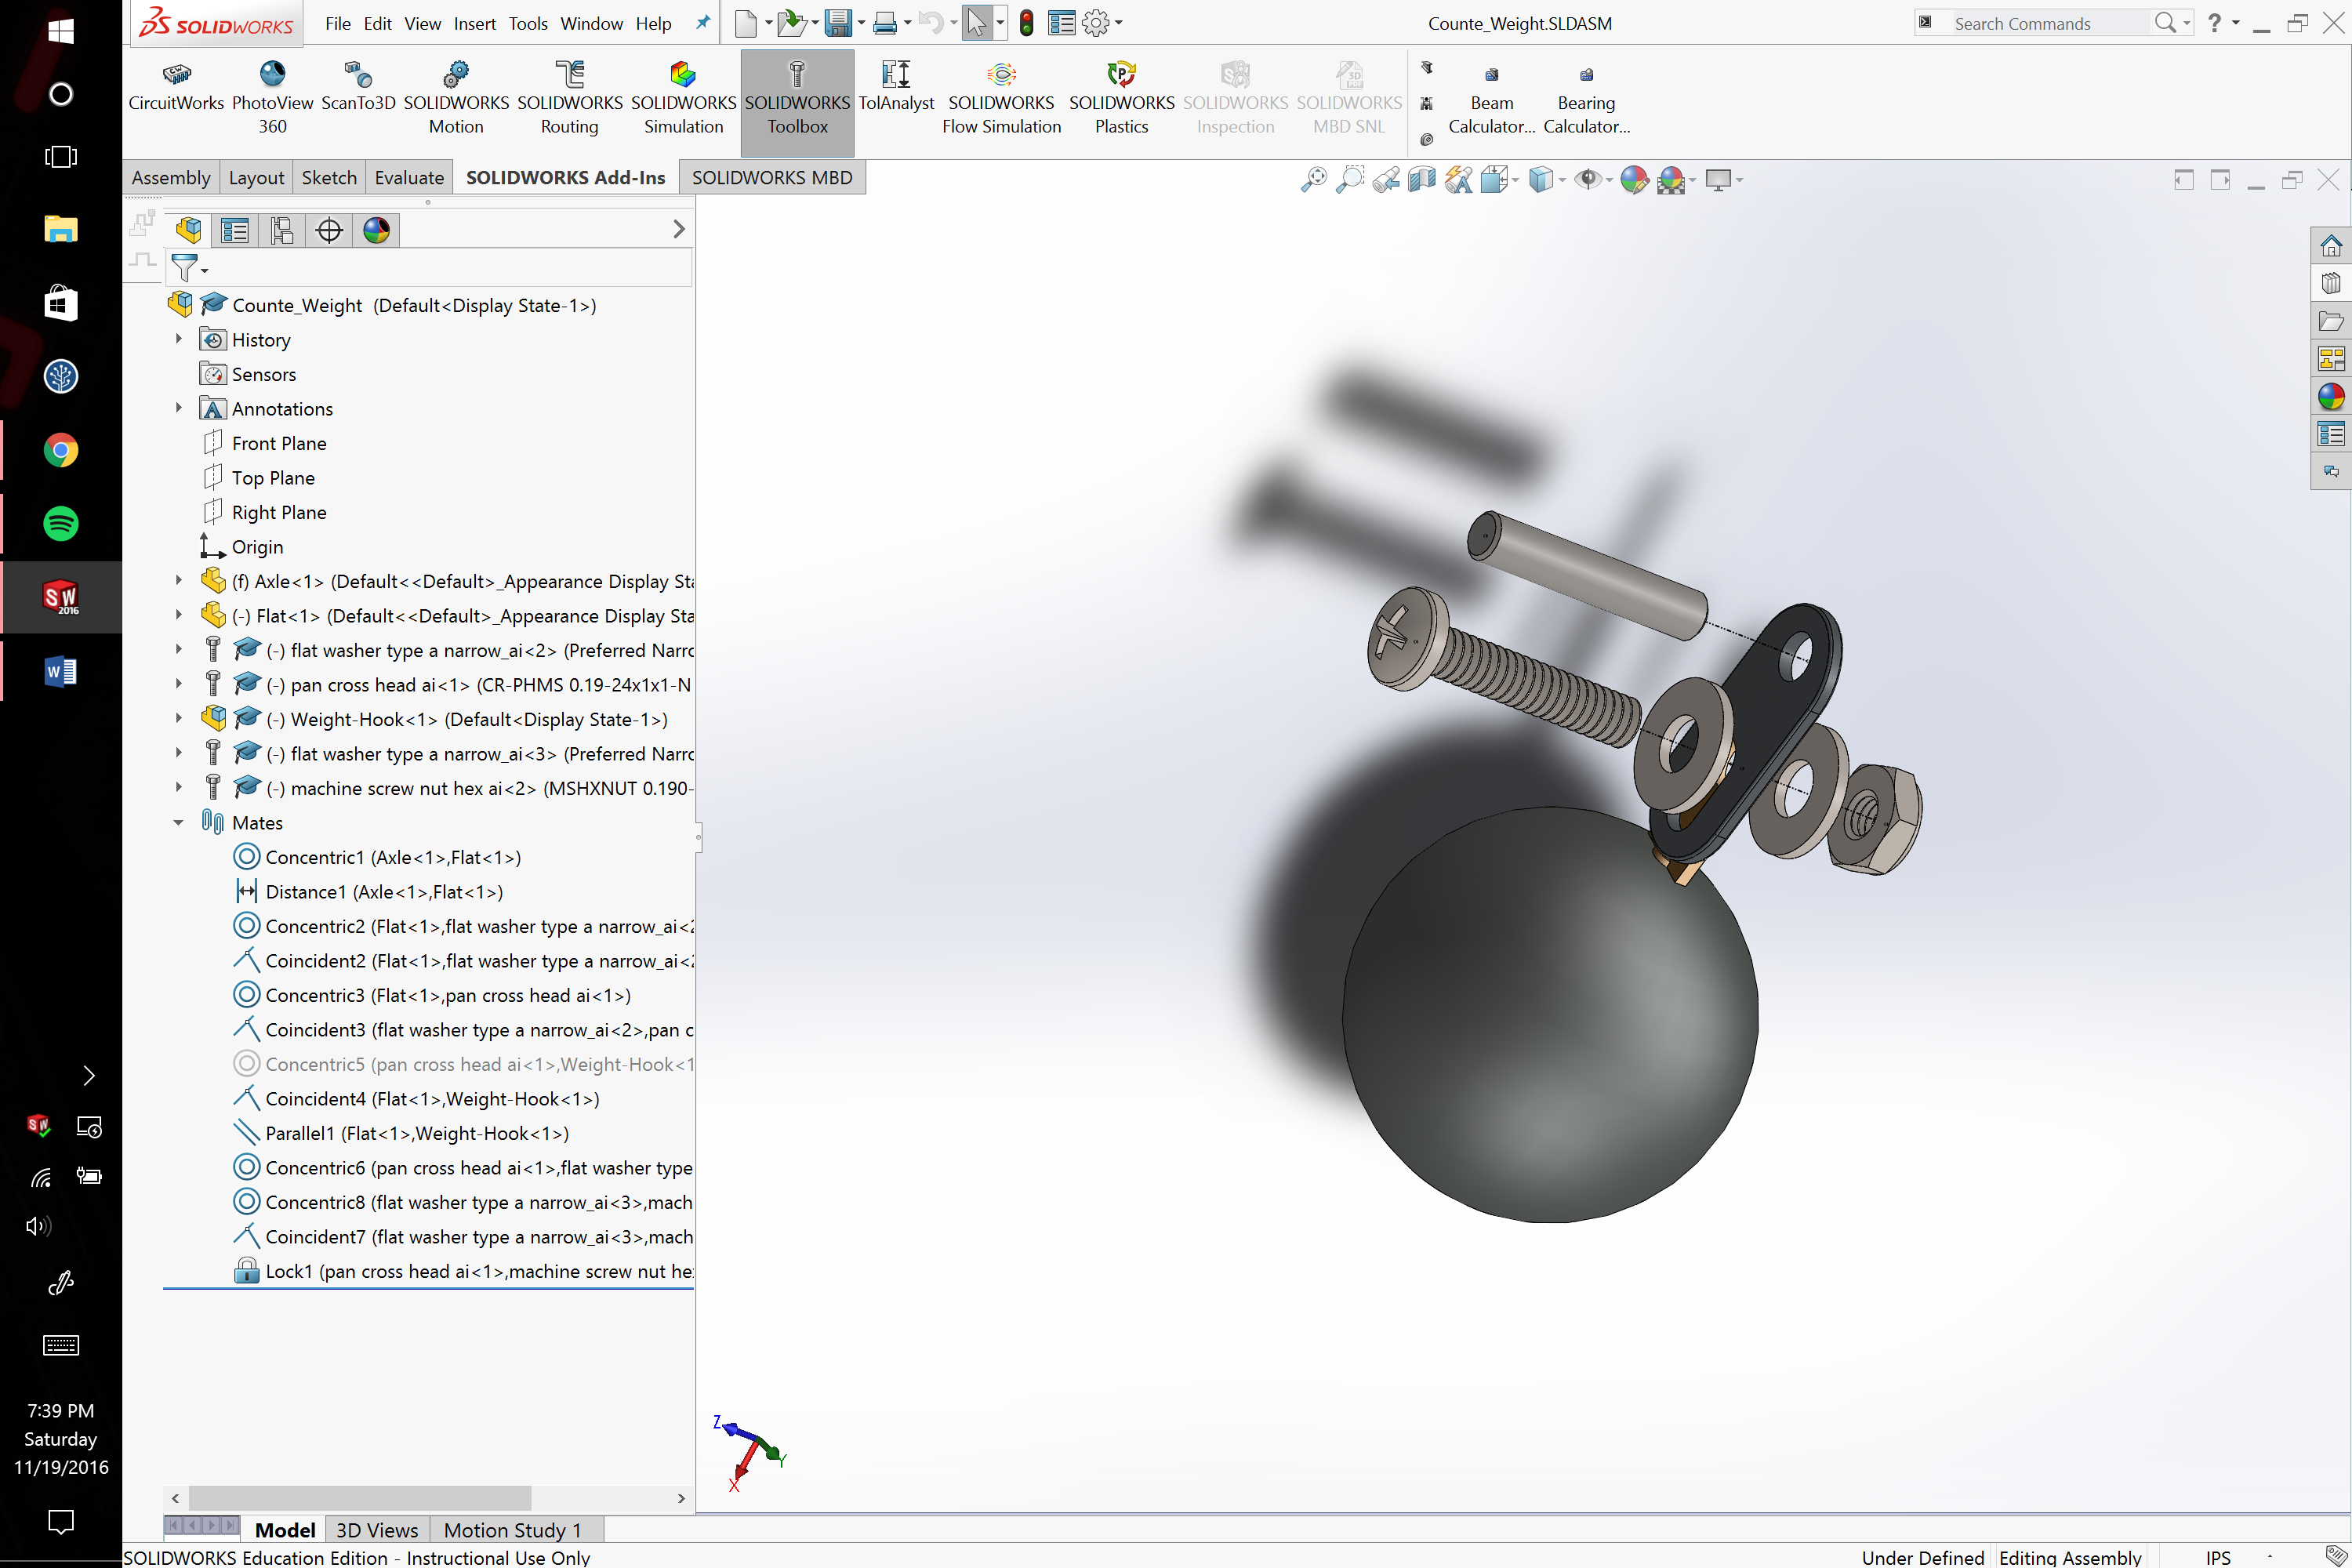 SOLIDWORKS
File Edit View Insert Tools Window Help
Counte_Weight.SLDASM
Search Commands
CircuitWorks
PhotoView
360
ScanTo3D
SOLIDWORKS
Motion
SOLIDWORKS
Routing
SOLIDWORKS
Simulation
SOLIDWORKS
Toolbox
TolAnalyst
SOLIDWORKS
Flow Simulation
SOLIDWORKS
Plastics
SOLIDWORKS
Inspection
SOLIDWORKS
MBD SNL
Beam
Calculator...
Bearing
Calculator...
Assembly Layout Sketch Evaluate SOLIDWORKS Add-Ins SOLIDWORKS MBD
Counte_Weight (Default<Display State-1>)
History
Sensors
Annotations
Front Plane
Top Plane
Right Plane
Origin
(f) Axle<1> (Default<<Default>_Appearance Display Sta
(-) Flat<1> (Default<<Default>_Appearance Display Sta
(-) flat washer type a narrow_ai<2> (Preferred Narro
(-) pan cross head ai<1> (CR-PHMS 0.19-24x1x1-N
(-) Weight-Hook<1> (Default<Display State-1>)
(-) flat washer type a narrow_ai<3> (Preferred Narro
(-) machine screw nut hex ai<2> (MSHXNUT 0.190-
Mates
Concentric1 (Axle<1>,Flat<1>)
Distance1 (Axle<1>,Flat<1>)
Concentric2 (Flat<1>,flat washer type a narrow_ai<2
Coincident2 (Flat<1>,flat washer type a narrow_ai<2
Concentric3 (Flat<1>,pan cross head ai<1>)
Coincident3 (flat washer type a narrow_ai<2>,pan c
Concentric5 (pan cross head ai<1>,Weight-Hook<1
Coincident4 (Flat<1>,Weight-Hook<1>)
Parallel1 (Flat<1>,Weight-Hook<1>)
Concentric6 (pan cross head ai<1>,flat washer type
Concentric8 (flat washer type a narrow_ai<3>,mach
Coincident7 (flat washer type a narrow_ai<3>,mach
Lock1 (pan cross head ai<1>,machine screw nut he
SW
2016
W
7:39 PM
Saturday
11/19/2016
Z
Y
X
Model 3D Views Motion Study 1
SOLIDWORKS Education Edition - Instructional Use Only
Under Defined Editing Assembly IPS